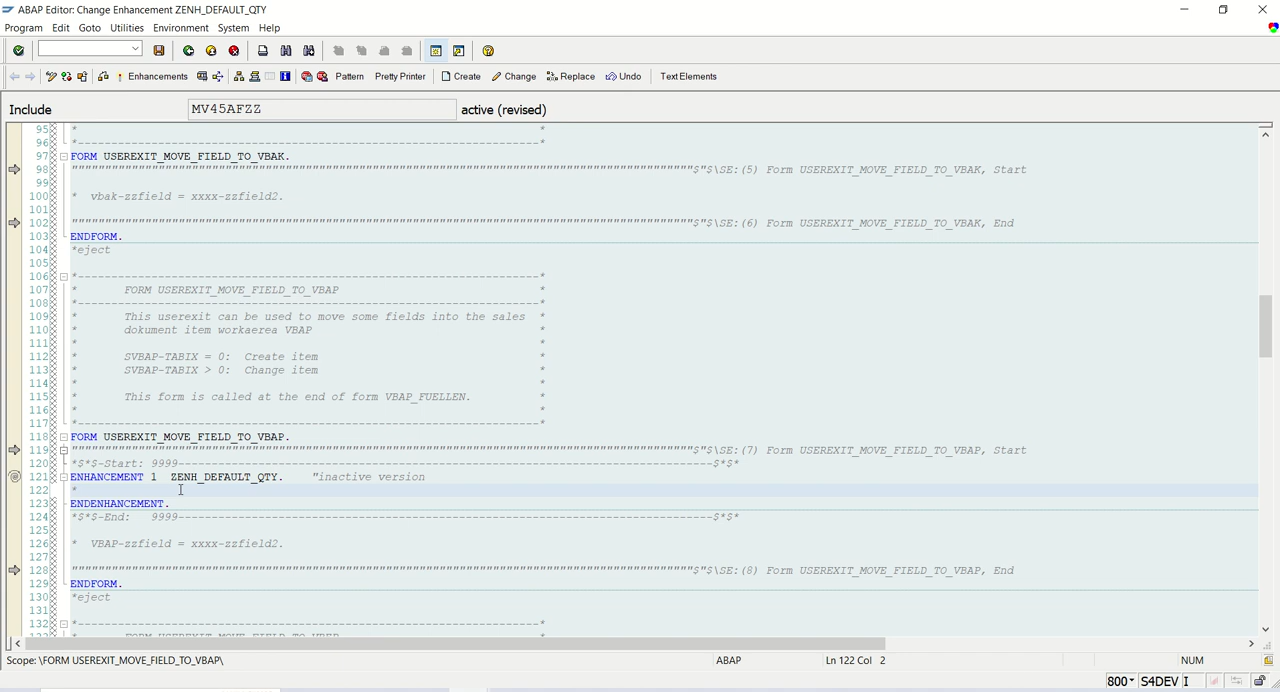 ABAP Editor: Change Enhancement ZENH_DEFAULT_QTY
Program Edit Goto Utilities Environment System Help
Enhancements Pattern Pretty Printer Create Change Replace Undo Text Elements
Include MV45AFZZ active (revised)
95 * *
96 *---------------------------------------------------------------------*
97 FORM USEREXIT_MOVE_FIELD_TO_VBAK.
98 """"""""""""""""""""""""""""""""""""""""""""""""""""""""""""""""""""""""""""""""""""""""""""$"$\SE:(5) Form USEREXIT_MOVE_FIELD_TO_VBAK, Start
99
100 * vbak-zzfield = xxxx-zzfield2.
101
102 """"""""""""""""""""""""""""""""""""""""""""""""""""""""""""""""""""""""""""""""""""""""""""$"$\SE:(6) Form USEREXIT_MOVE_FIELD_TO_VBAK, End
103 ENDFORM.
104 *eject
105
106 *---------------------------------------------------------------------*
107 * FORM USEREXIT_MOVE_FIELD_TO_VBAP *
108 *---------------------------------------------------------------------*
109 * This userexit can be used to move some fields into the sales *
110 * dokument item workaerea VBAP *
111 * *
112 * SVBAP-TABIX = 0: Create item *
113 * SVBAP-TABIX > 0: Change item *
114 * *
115 * This form is called at the end of form VBAP_FUELLEN. *
116 * *
117 *---------------------------------------------------------------------*
118 FORM USEREXIT_MOVE_FIELD_TO_VBAP.
119 """"""""""""""""""""""""""""""""""""""""""""""""""""""""""""""""""""""""""""""""""""""""""""$"$\SE:(7) Form USEREXIT_MOVE_FIELD_TO_VBAP, Start
120 *$*$-Start: 9999--------------------------------------------------------------------------------$*$*
121 ENHANCEMENT 1 ZENH_DEFAULT_QTY. "inactive version
122 *
123 ENDENHANCEMENT.
124 *$*$-End: 9999--------------------------------------------------------------------------------$*$*
125
126 * VBAP-zzfield = xxxx-zzfield2.
127
128 """"""""""""""""""""""""""""""""""""""""""""""""""""""""""""""""""""""""""""""""""""""""""""$"$\SE:(8) Form USEREXIT_MOVE_FIELD_TO_VBAP, End
129 ENDFORM.
130 *eject
131
132 *---------------------------------------------------------------------*
Scope: \FORM USEREXIT_MOVE_FIELD_TO_VBAP\ ABAP Ln 122 Col 2 NUM
800 S4DEV I